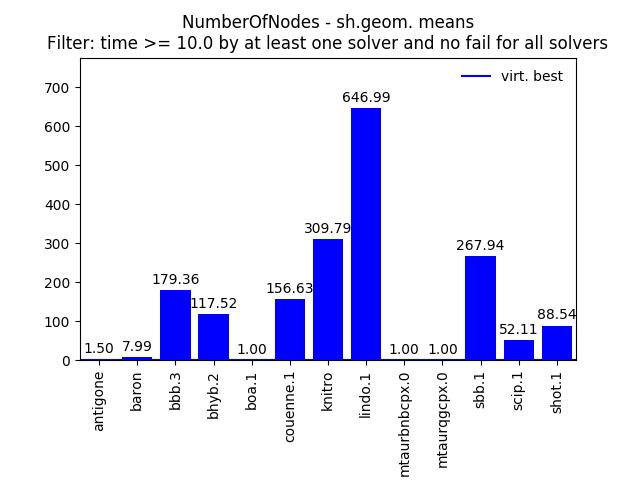 NumberOfNodes - sh.geom. means
Filter: time >= 10.0 by at least one solver and no fail for all solvers
virt. best
700
600
500
400
300
200
100
0
1.50
7.99
179.36
117.52
1.00
156.63
309.79
646.99
1.00
1.00
267.94
52.11
88.54
antigone
baron
bbb.3
bhyb.2
boa.1
couenne.1
knitro
lindo.1
mtaurbnbcpx.0
mtaurqgcpx.0
sbb.1
scip.1
shot.1